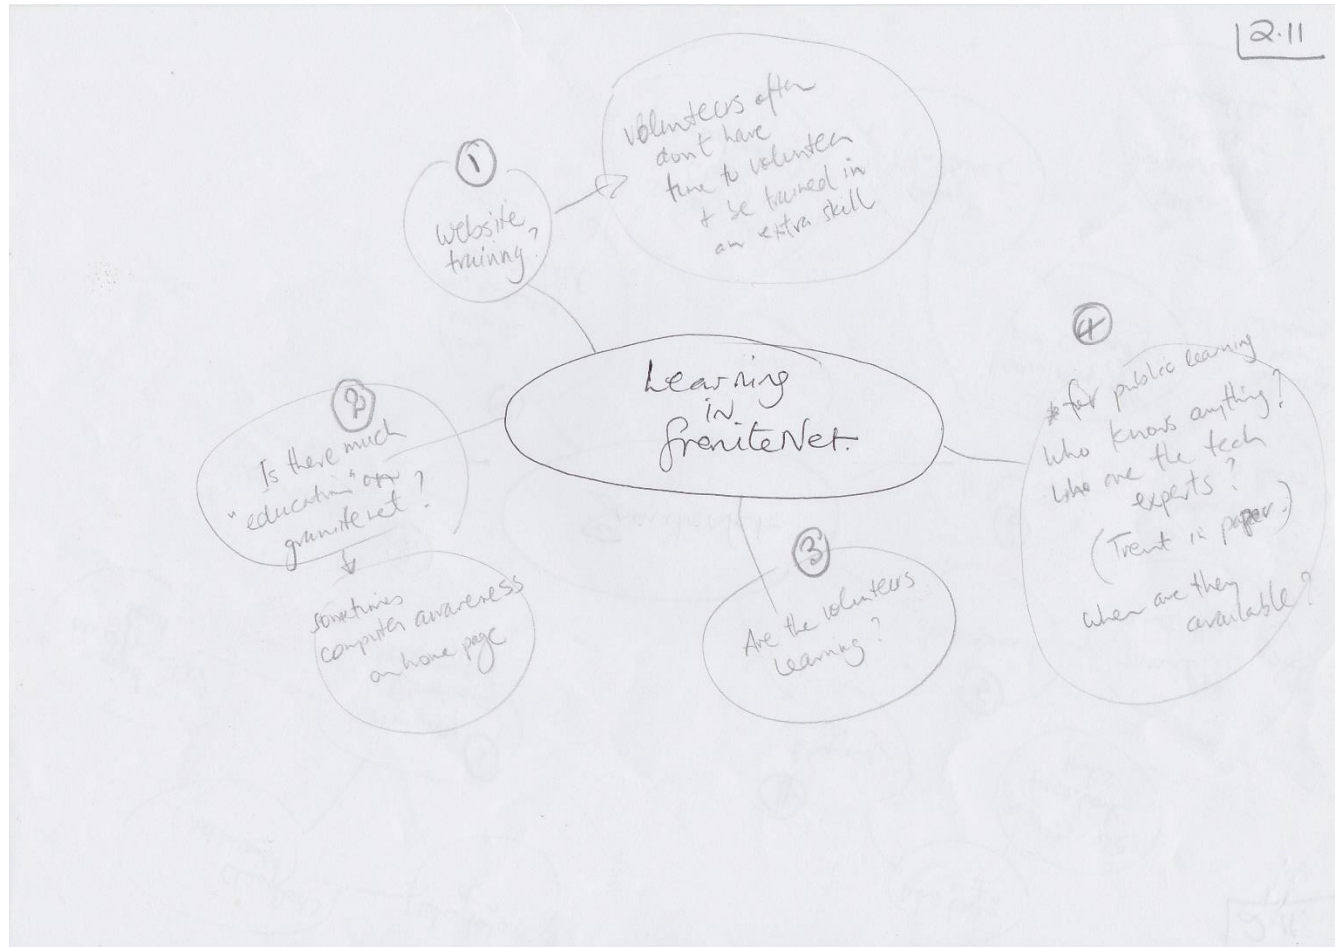 2.11
1
website
training?
volunteers often
dont have
time to volunteer
+ be trained in
an extra skill
Learning
in
GraniteNet.
2
Is there much
"education" on
granitenet?
sometimes
computer awareness
on home page
3
Are the volunteers
learning?
4
* for public learning
who knows anything?
who are the tech
experts?
(Trent in paper.)
when are they
available?